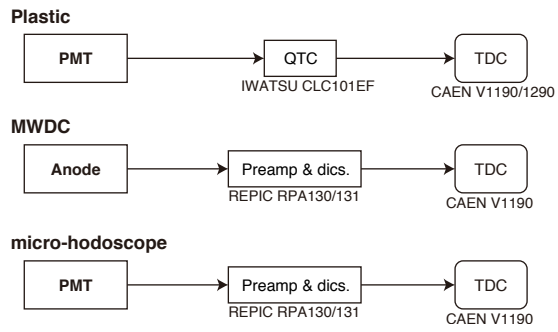 Plastic
PMT QTC TDC
IWATSU CLC101EF CAEN V1190/1290
MWDC
Anode Preamp & dics. TDC
REPIC RPA130/131 CAEN V1190
micro-hodoscope
PMT Preamp & dics. TDC
REPIC RPA130/131 CAEN V1190